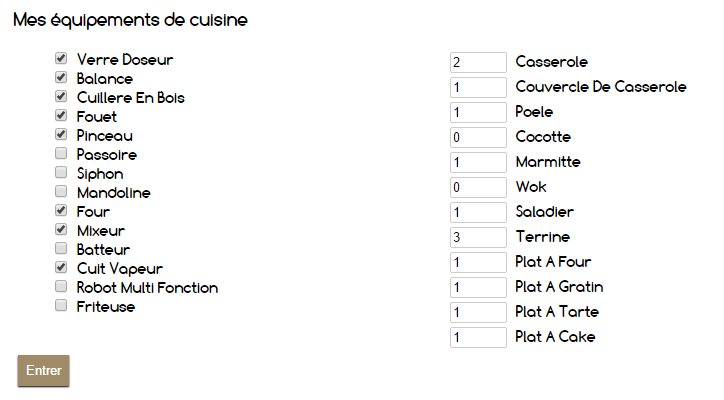 Mes équipements de cuisine
Verre Doseur
Balance
Cuillere En Bois
Fouet
Pinceau
Passoire
Siphon
Mandoline
Four
Mixeur
Batteur
Cuit Vapeur
Robot Multi Fonction
Friteuse
2 Casserole
1 Couvercle De Casserole
1 Poele
0 Cocotte
1 Marmitte
0 Wok
1 Saladier
3 Terrine
1 Plat A Four
1 Plat A Gratin
1 Plat A Tarte
1 Plat A Cake
Entrer